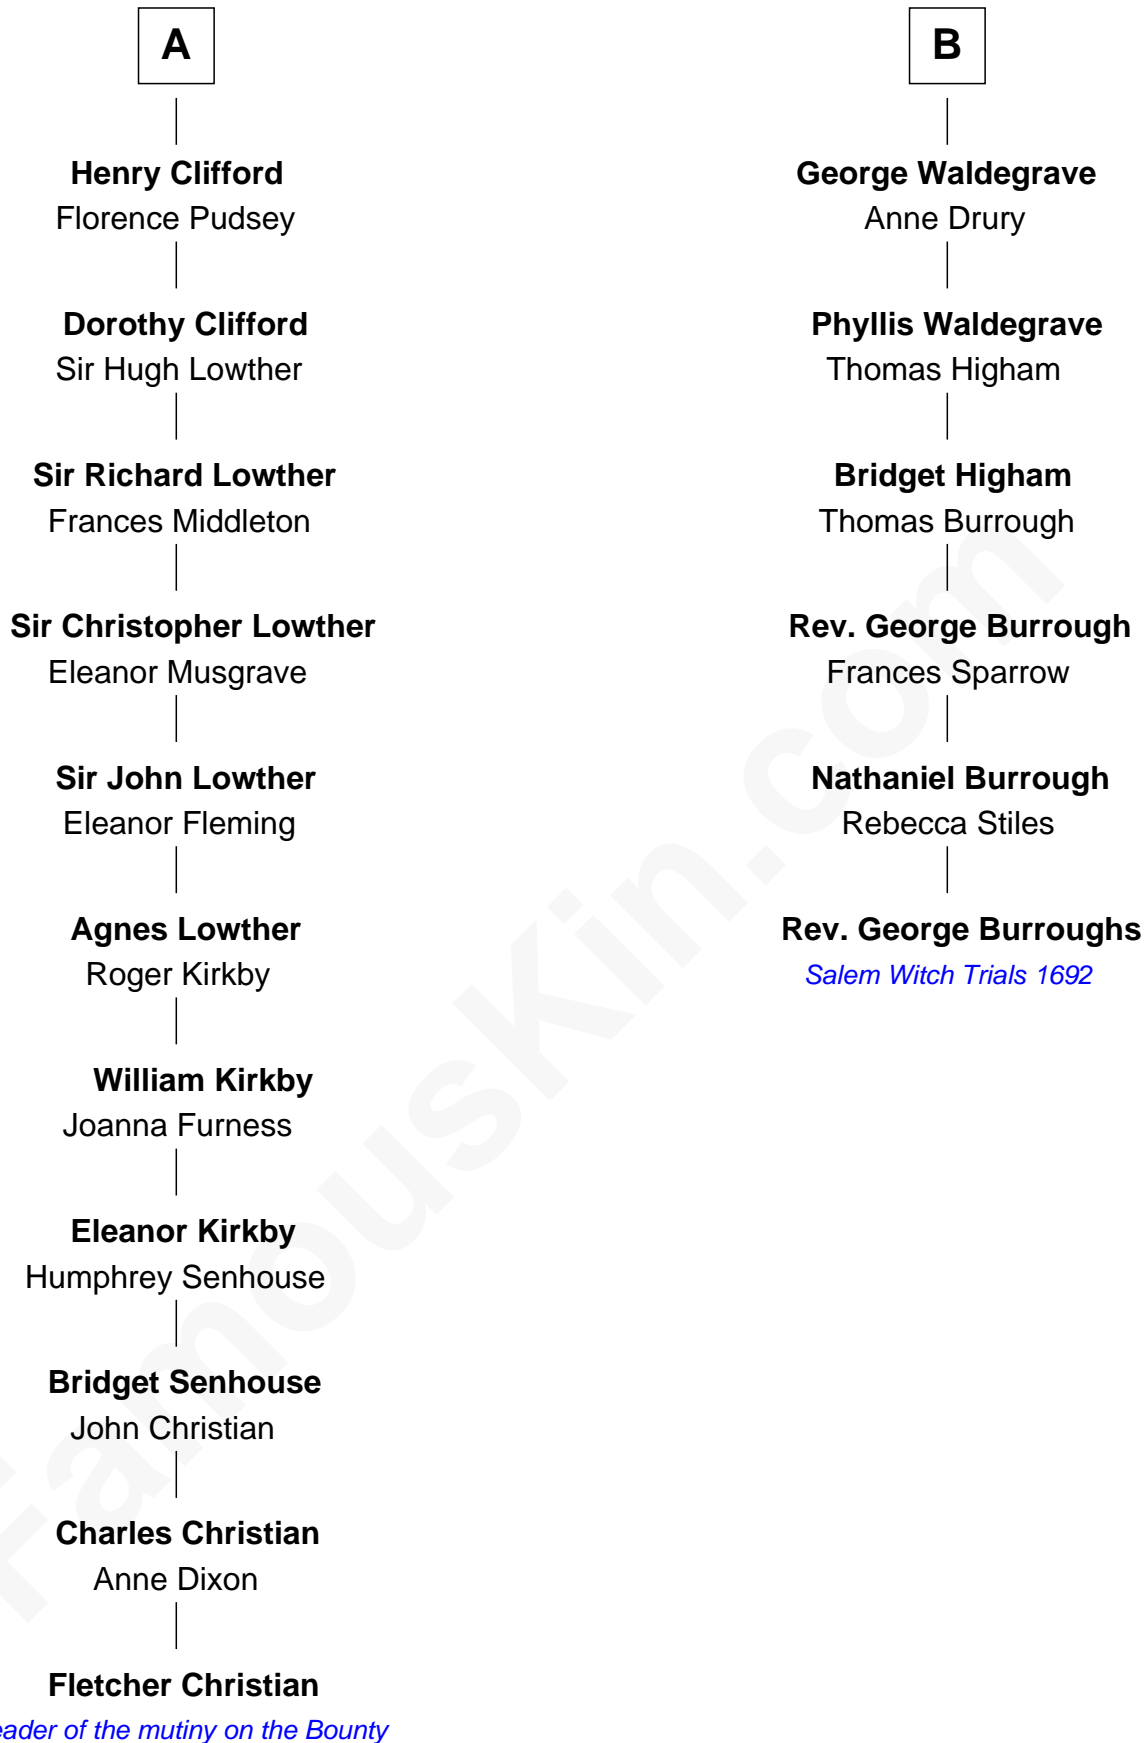 A
Henry Clifford
Florence Pudsey
Dorothy Clifford
Sir Hugh Lowther
Sir Richard Lowther
Frances Middleton
Sir Christopher Lowther
Eleanor Musgrave
Sir John Lowther
Eleanor Fleming
Agnes Lowther
Roger Kirkby
William Kirkby
Joanna Furness
Eleanor Kirkby
Humphrey Senhouse
Bridget Senhouse
John Christian
Charles Christian
Anne Dixon
Fletcher Christian
eader of the mutiny on the Bounty
B
George Waldegrave
Anne Drury
Phyllis Waldegrave
Thomas Higham
Bridget Higham
Thomas Burrough
Rev. George Burrough
Frances Sparrow
Nathaniel Burrough
Rebecca Stiles
Rev. George Burroughs
Salem Witch Trials 1692
FamousKin.com